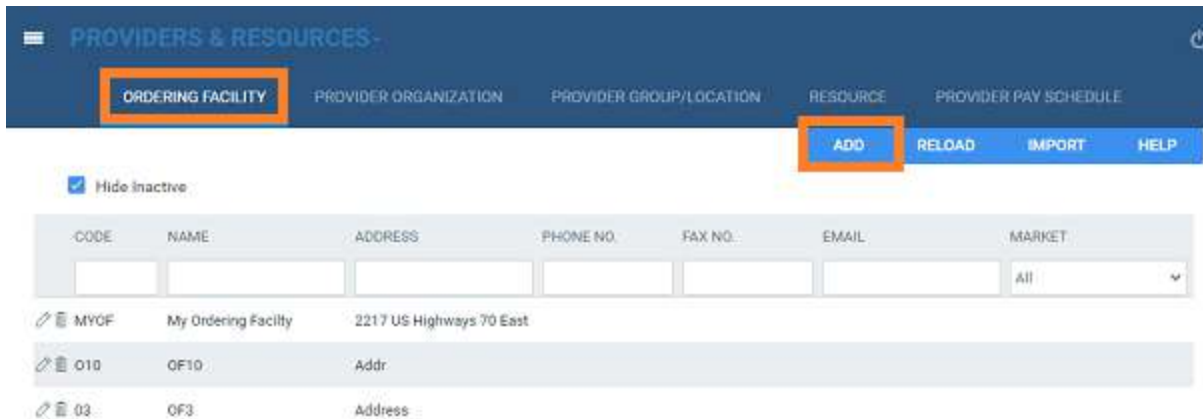 PROVIDERS & RESOURCES-
ORDERING FACILITY PROVIDER ORGANIZATION PROVIDER GROUP/LOCATION RESOURCE PROVIDER PAY SCHEDULE
ADD RELOAD IMPORT HELP
Hide Inactive
CODE NAME ADDRESS PHONE NO. FAX NO. EMAIL MARKET
All
MYOF My Ordering Facilty 2217 US Highways 70 East
O10 OF10 Addr
03 OF3 Address